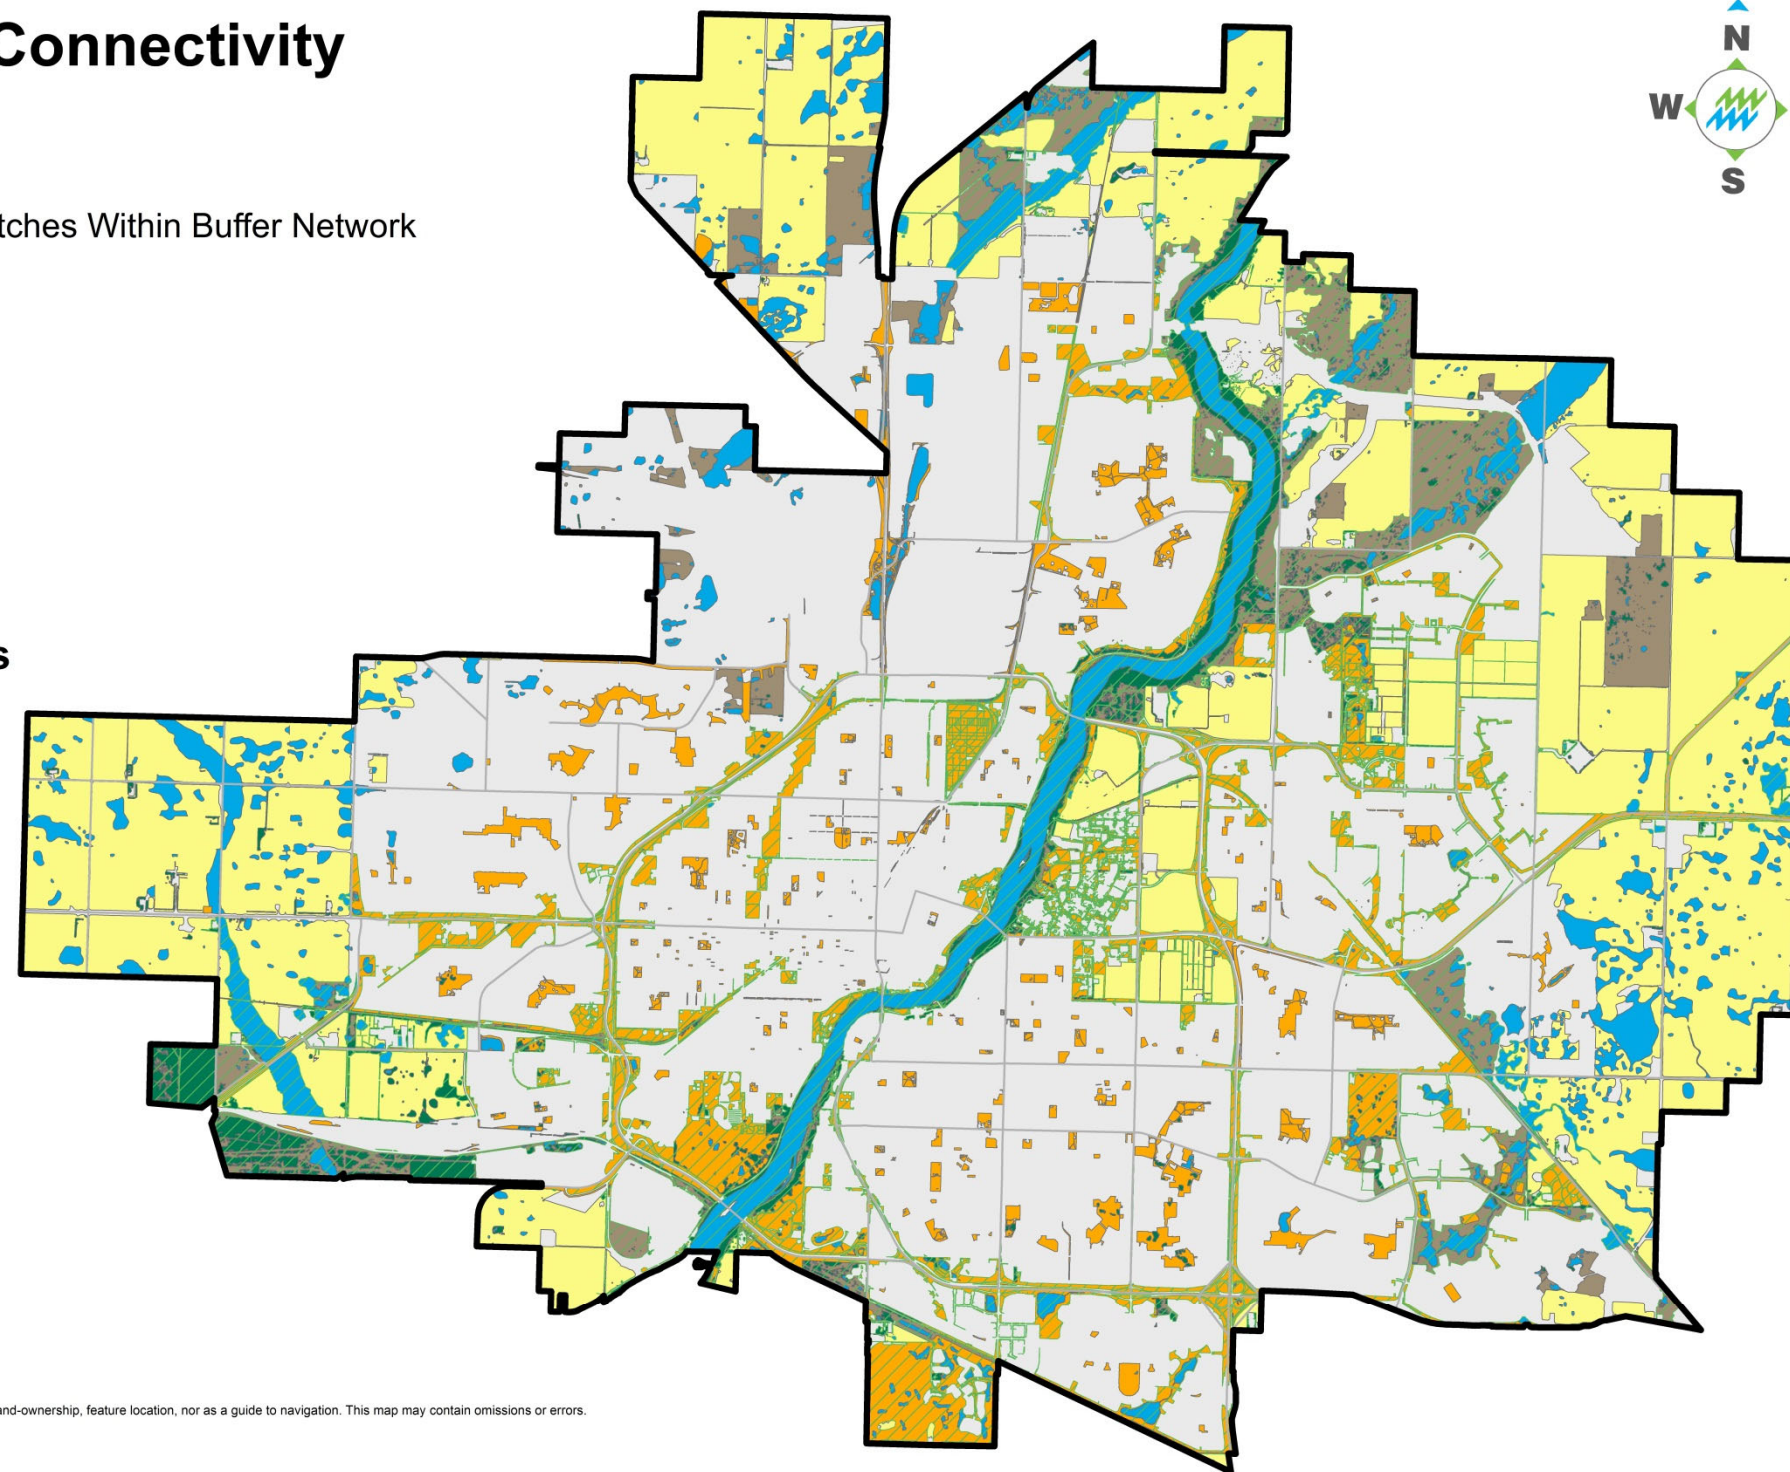 Connectivity
N
W
S
tches Within Buffer Network
s
and-ownership, feature location, nor as a guide to navigation. This map may contain omissions or errors.